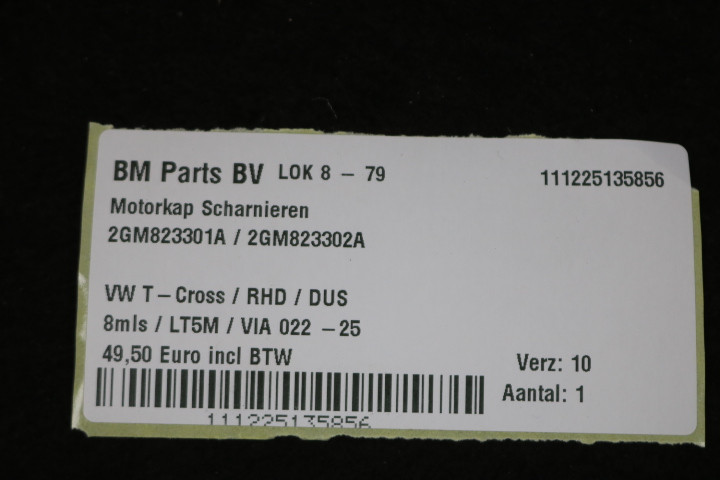 BM Parts BV LOK 8 - 79 111225135856
Motorkap Scharnieren
2GM823301A / 2GM823302A
VW T-Cross / RHD / DUS
8mls / LT5M / VIA 022 -25
49,50 Euro incl BTW
Verz: 10
Aantal: 1
111225135856